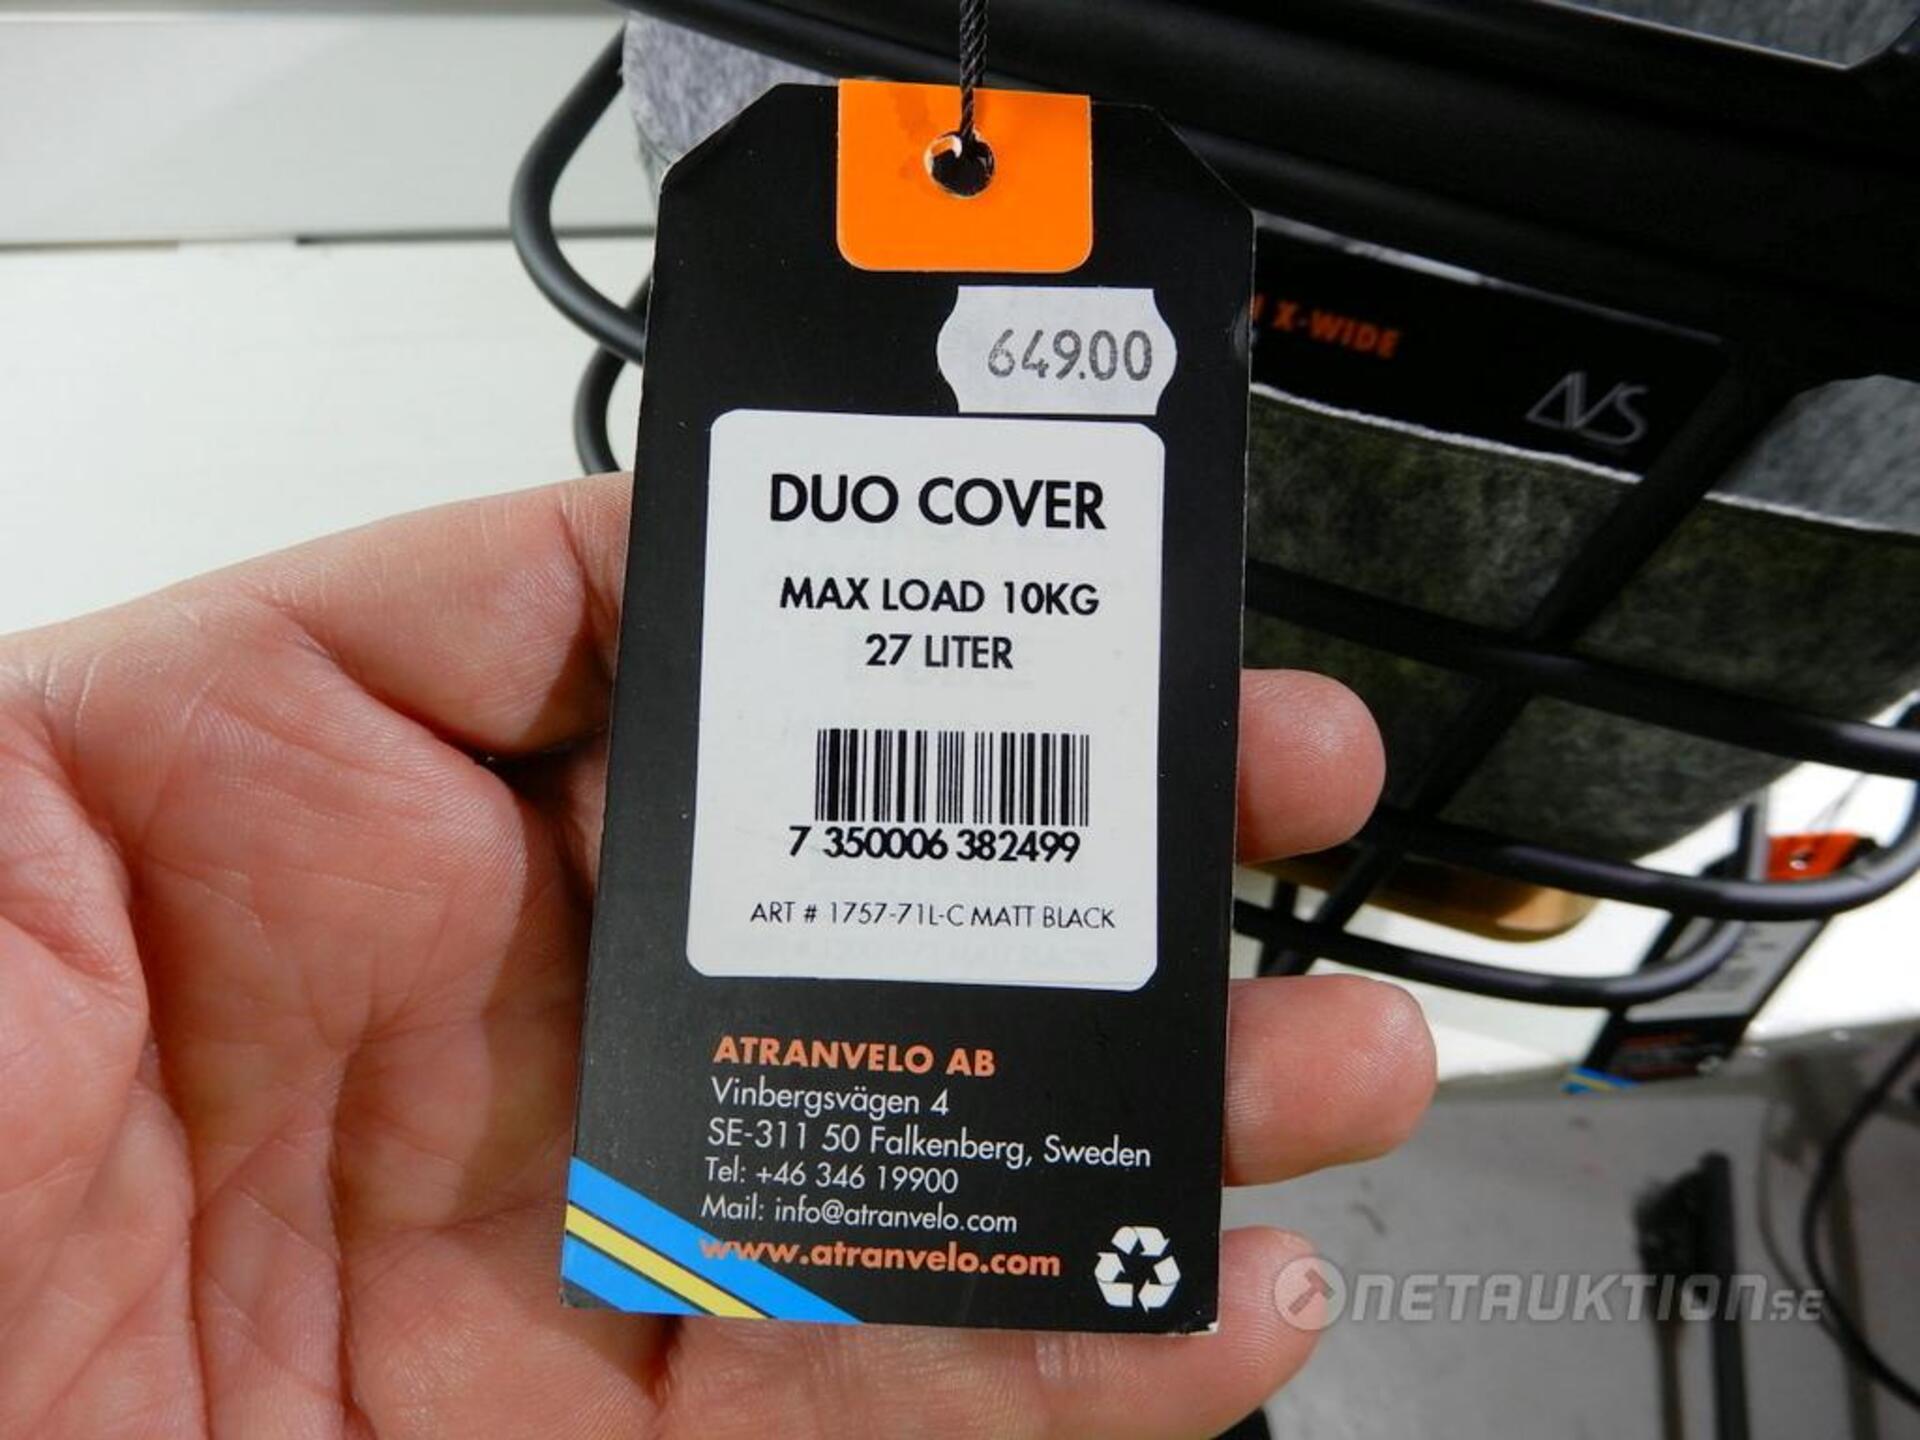 649.00
DUO COVER
MAX LOAD 10KG
27 LITER
7 350006 382499
ART # 1757-71L-C MATT BLACK
ATRANVELO AB
Vinbergsvägen 4
SE-311 50 Falkenberg, Sweden
Tel: +46 346 19900
Mail: info@atranvelo.com
www.atranvelo.com
X-WIDE
AVS
NETAUKTION.SE